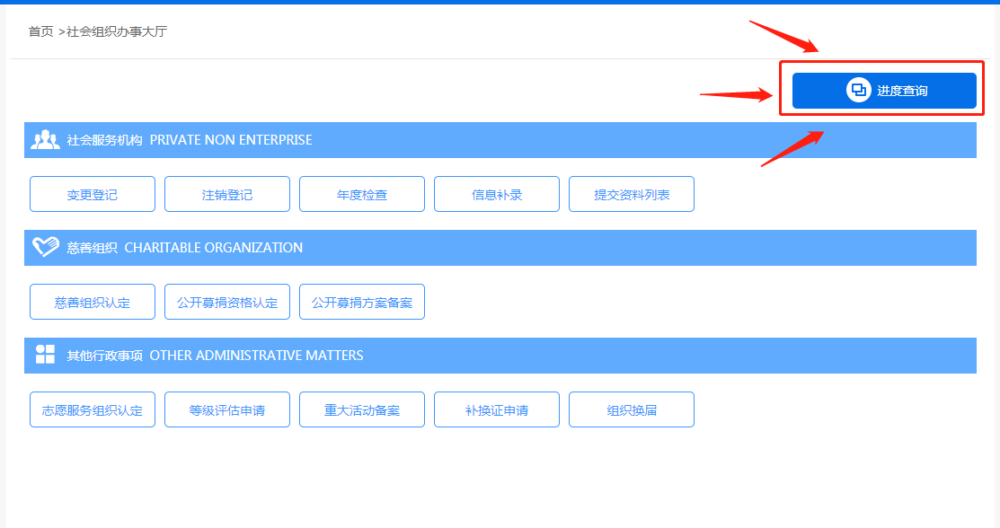 首页 >社会组织办事大厅
进度查询
社会服务机构 PRIVATE NON ENTERPRISE
变更登记 注销登记 年度检查 信息补录 提交资料列表
慈善组织 CHARITABLE ORGANIZATION
慈善组织认定 公开募捐资格认定 公开募捐方案备案
其他行政事项 OTHER ADMINISTRATIVE MATTERS
志愿服务组织认定 等级评估申请 重大活动备案 补换证申请 组织换届